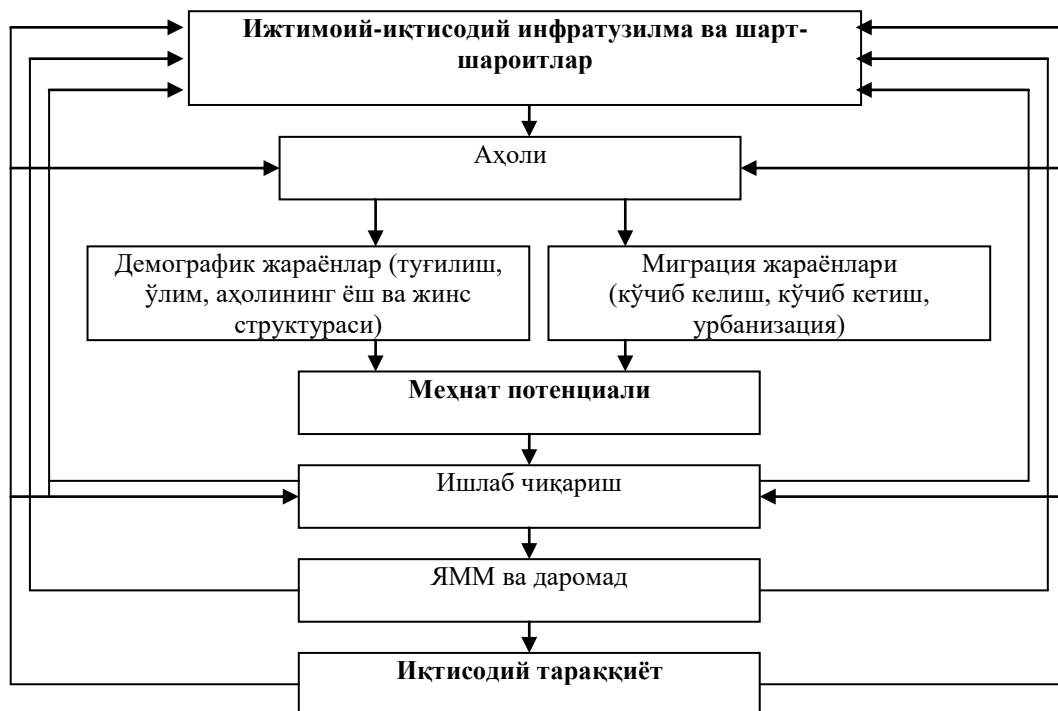 Ижтимоий-иқтисодий инфратузилма ва шарт-
шароитлар
Аҳоли
Демографик жараёнлар (туғилиш,
ўлим, аҳолининг ёш ва жинс
структураси)
Миграция жараёнлари
(кўчиб келиш, кўчиб кетиш,
урбанизация)
Меҳнат потенциали
Ишлаб чиқариш
ЯММ ва даромад
Иқтисодий тараққиёт